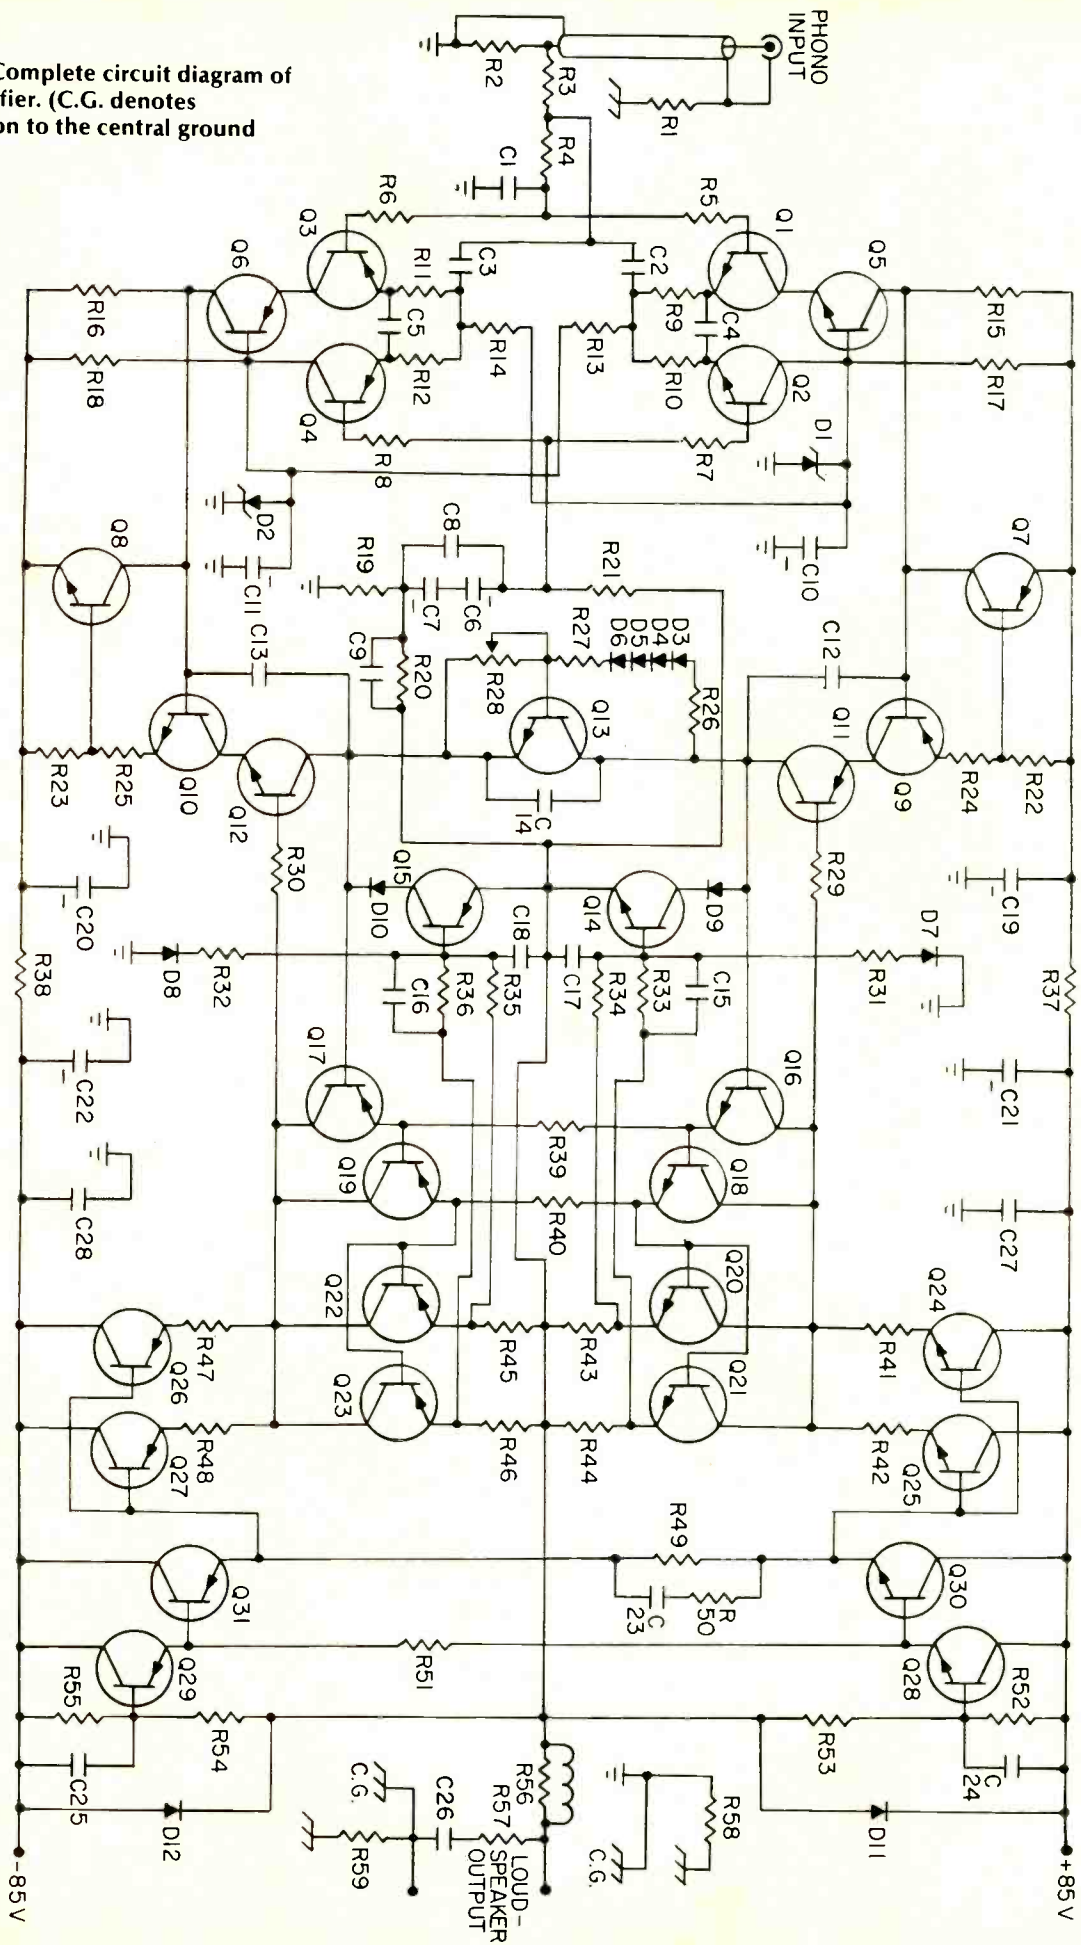 Complete circuit diagram of
fier. (C.G. denotes
on to the central ground
PHONO
INPUT
R1
R2
R3
R4
C1
R5
R6
Q1
Q3
Q5
Q6
C2
C3
R9
C4
R10
R11
C5
R12
Q2
Q4
R13
R14
R15
R16
R17
R18
R7
R8
D1
D2
C10
C11
Q7
Q8
R19
C8
C7
C6
R21
C9
R20
R28
R27
D6
D5
D4
D3
R26
Q13
C
14
C12
C13
Q11
Q9
R24
R22
Q12
Q10
R25
R23
R29
R30
C19
C20
D7
R31
D8
R32
R37
R38
D9
Q14
Q15
D10
C15
R33
R34
C17
C18
R35
R36
C16
C21
C22
Q16
Q17
R39
Q18
Q19
R40
C27
C28
Q20
Q22
R43
R45
Q21
Q23
R44
R46
Q24
R41
Q25
R42
R47
Q26
R48
Q27
R49
R
50
C
23
Q30
Q31
R51
Q28
Q29
R52
R53
C
24
R54
R55
C25
D11
D12
R56
R57
C26
R58
R59
C.G.
C.G.
LOUD-
SPEAKER
OUTPUT
+85V
-85V